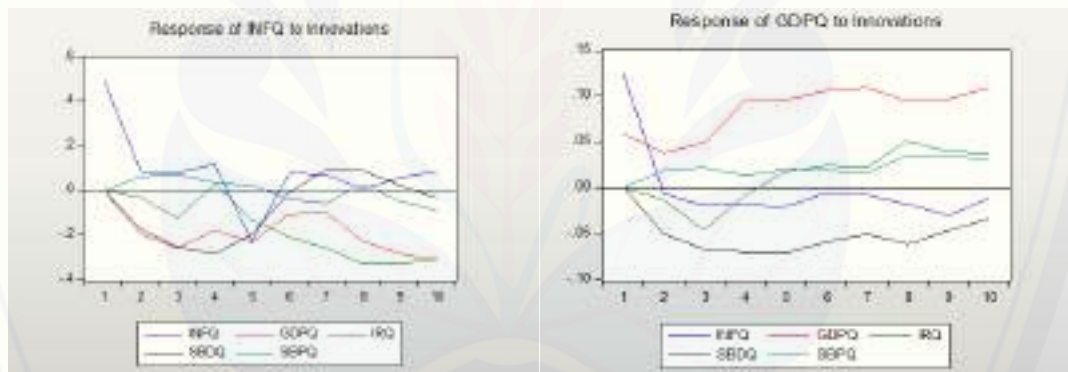 Response of INFQ to Innovations
.6
.4
.2
.0
-.2
-.4
1 2 3 4 5 6 7 8 9 10
INFQ GDPQ IRQ
SBDQ SBPQ
Response of GDPQ to Innovations
.15
.10
.05
.00
-.05
-.10
1 2 3 4 5 6 7 8 9 10
INFQ GDPQ IRQ
SBDQ SBPQ